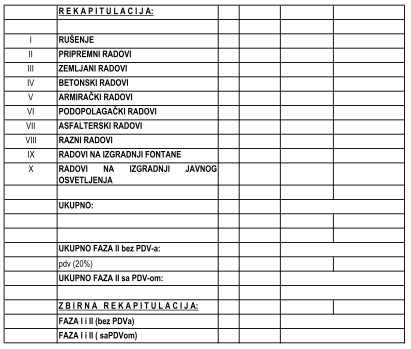 R E K A P I T U L A C I J A:
I RUŠENJE
II PRIPREMNI RADOVI
III ZEMLJANI RADOVI
IV BETONSKI RADOVI
V ARMIRAČKI RADOVI
VI PODOPOLAGAČKI RADOVI
VII ASFALTERSKI RADOVI
VIII RAZNI RADOVI
IX RADOVI NA IZGRADNJI FONTANE
X RADOVI NA IZGRADNJI JAVNOG
OSVETLJENJA
UKUPNO:
UKUPNO FAZA II bez PDV-a:
pdv (20%)
UKUPNO FAZA II sa PDV-om:
Z B I R N A  R E K A P I T U L A C I J A:
FAZA I i II (bez PDVa)
FAZA I i II ( saPDVom)